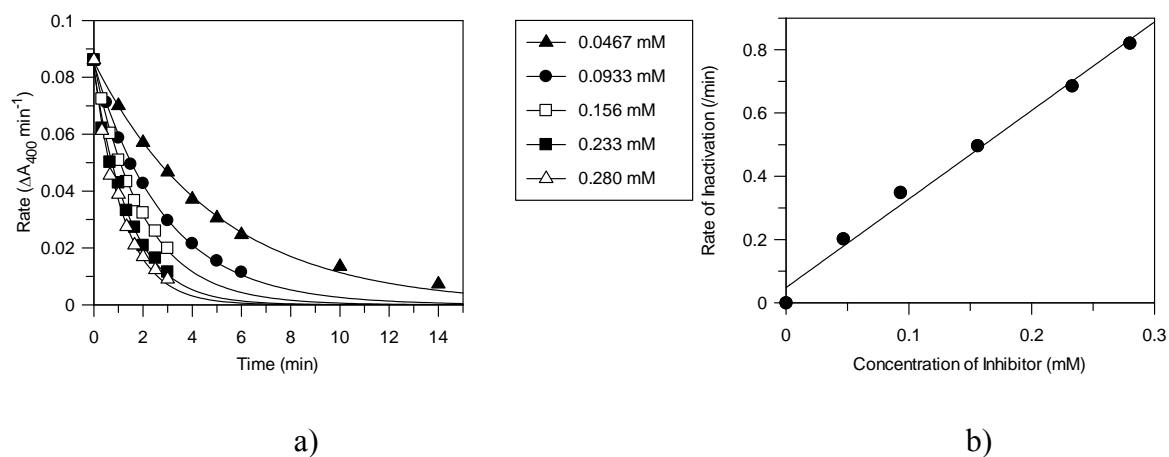 Rate (ΔA₄₀₀ min⁻¹)
0.1
0.08
0.06
0.04
0.02
0
0 2 4 6 8 10 12 14
Time (min)
0.0467 mM
0.0933 mM
0.156 mM
0.233 mM
0.280 mM
Rate of Inactivation (/min)
0.8
0.6
0.4
0.2
0
0 0.1 0.2 0.3
Concentration of Inhibitor (mM)
a)
b)